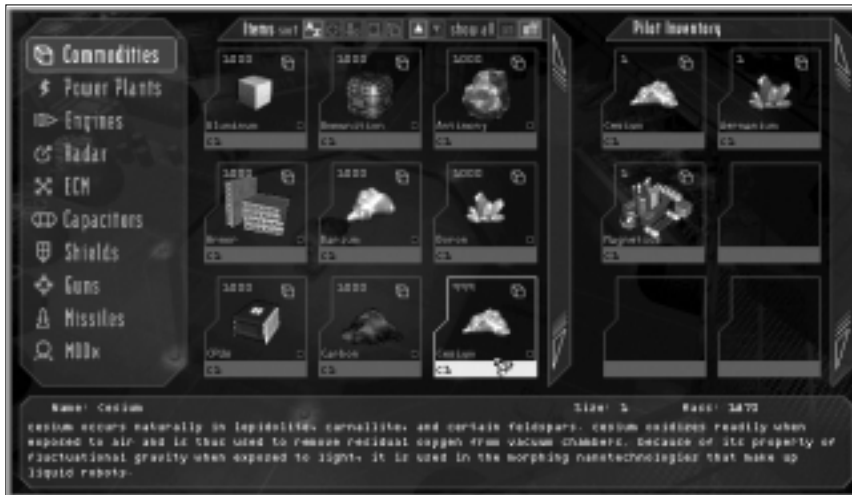 Items sort show all off
Pilot Inventory
Commodities
Power Plants
Engines
Radar
ECM
Capacitors
Shields
Guns
Missiles
MODx
1000 1000 1000 1 1
Aluminum Ammunition Antimony Cesium Germanium
C1 C1 C1
1000 1000 1000 1
Armor Barium Boron Magnetics
C1 C1 C1
1000 1000 999
CPUs Carbon Cesium
C1 C1 C1
Name: Cesium Size: 1 Mass:
cesium occurs naturally in lepidolite, carnallite, and certain feldspars. Cesium oxidizes readily when
exposed to air and is thus used to remove residual oxygen from vacuum chambers. Because of its property of
fluctuational gravity when exposed to light, it is used in the morphing nanotechnologies that make up
liquid robots.